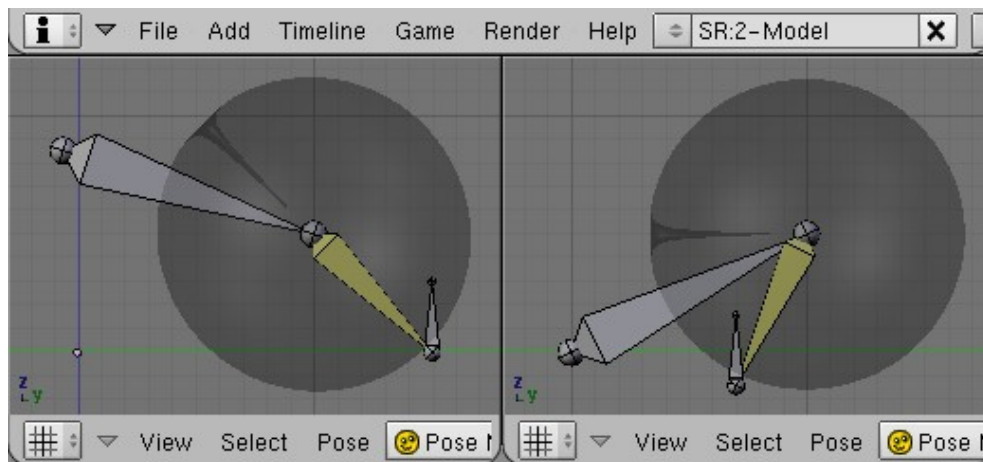 File Add Timeline Game Render Help SR:2-Model
z y
z y
View Select Pose Pose
View Select Pose Pose